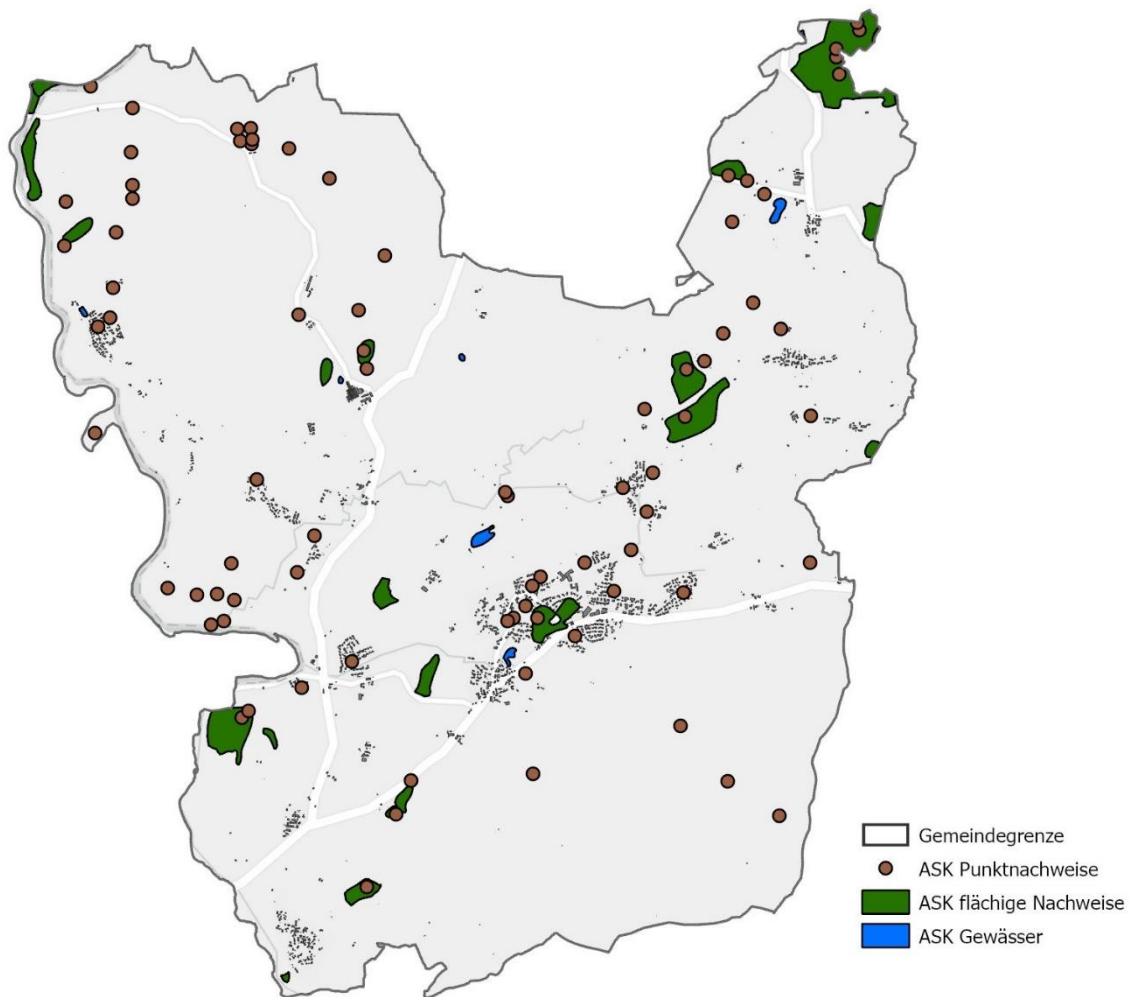 Gemeindegrenze
ASK Punktnachweise
ASK flächige Nachweise
ASK Gewässer